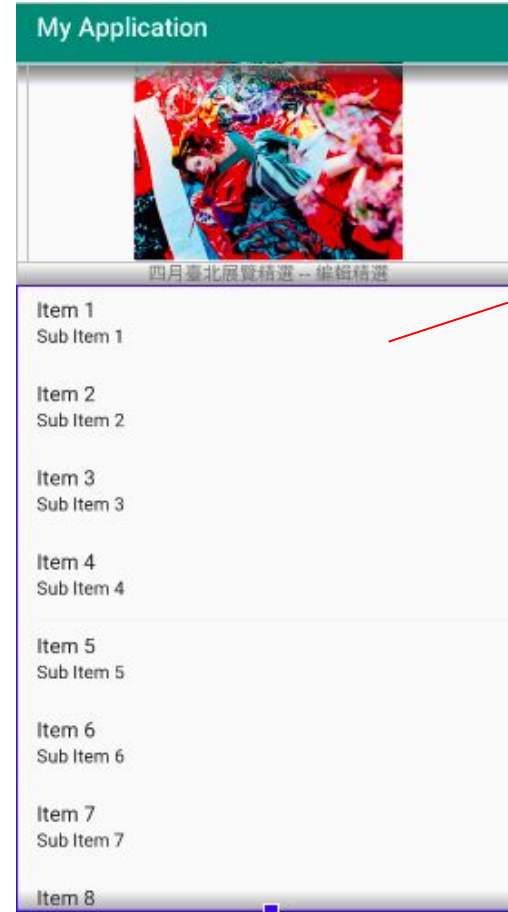 My Application
四月臺北展覽精選 -- 編輯精選
Item 1
Sub Item 1
Item 2
Sub Item 2
Item 3
Sub Item 3
Item 4
Sub Item 4
Item 5
Sub Item 5
Item 6
Sub Item 6
Item 7
Sub Item 7
Item 8